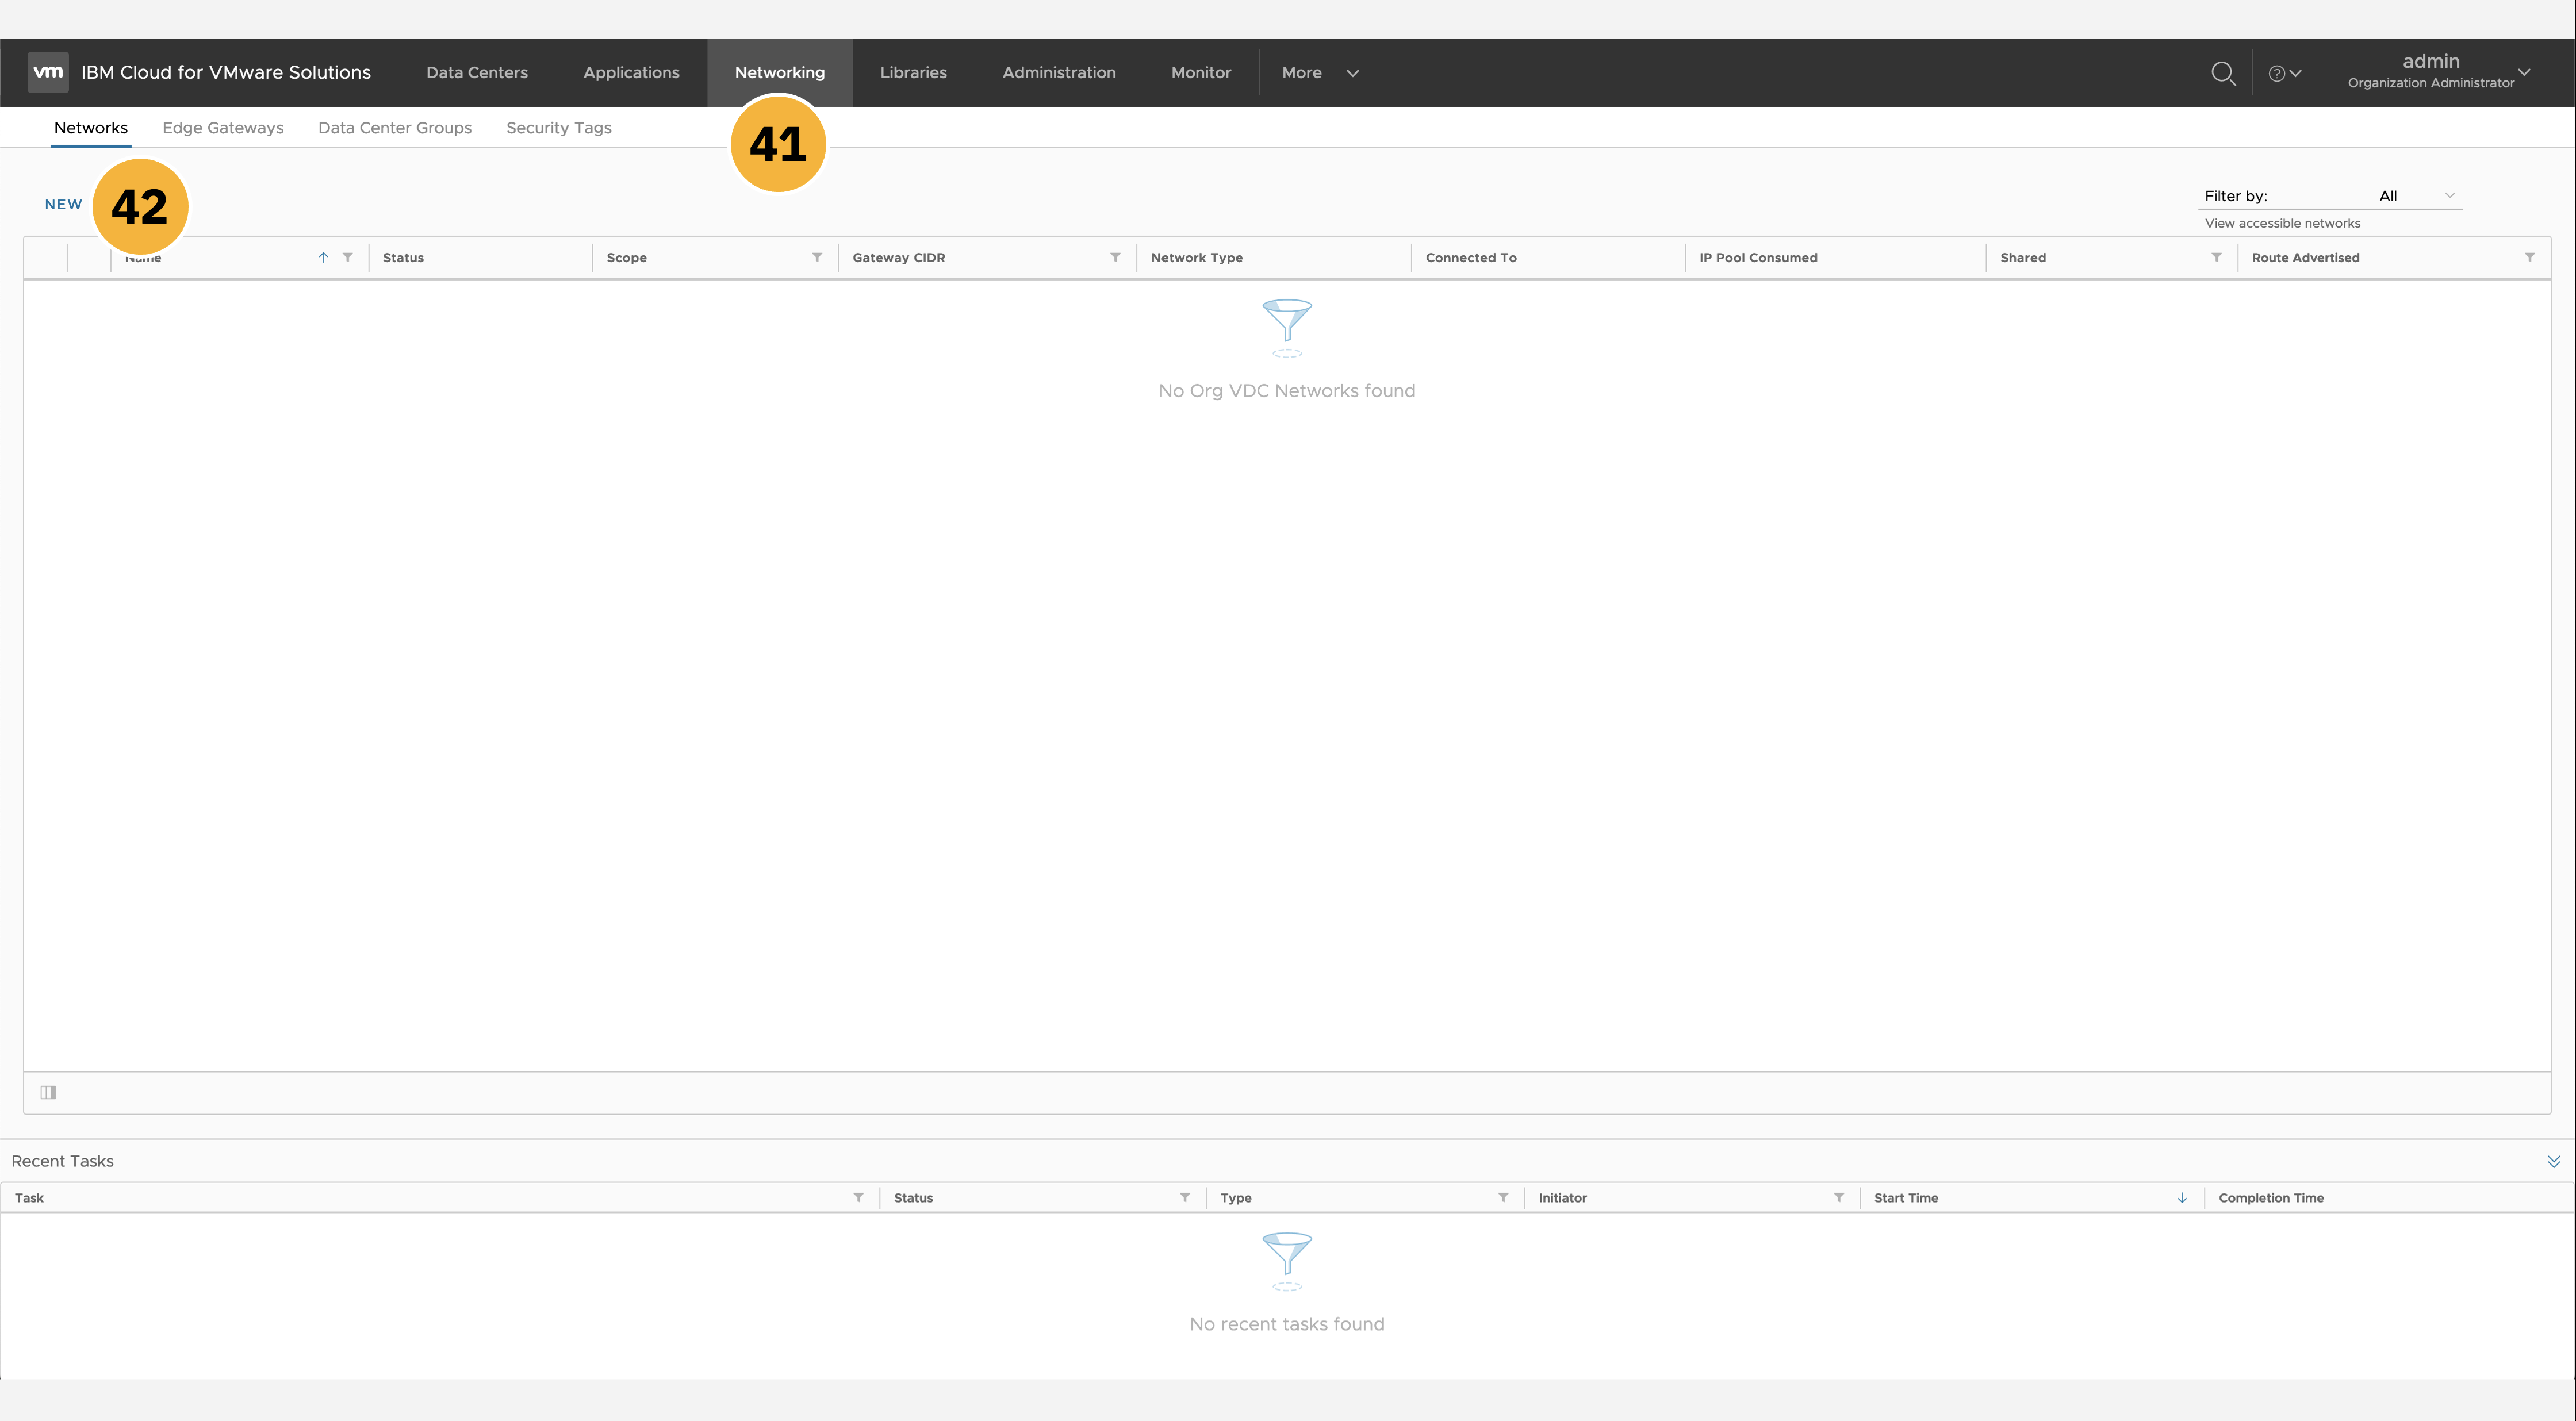 vm IBM Cloud for VMware Solutions Data Centers Applications Networking Libraries Administration Monitor More ? admin
Organization Administrator
Networks Edge Gateways Data Center Groups Security Tags
41
NEW 42 Filter by: All
View accessible networks
Name Status Scope Gateway CIDR Network Type Connected To IP Pool Consumed Shared Route Advertised
No Org VDC Networks found
Recent Tasks
Task Status Type Initiator Start Time Completion Time
No recent tasks found